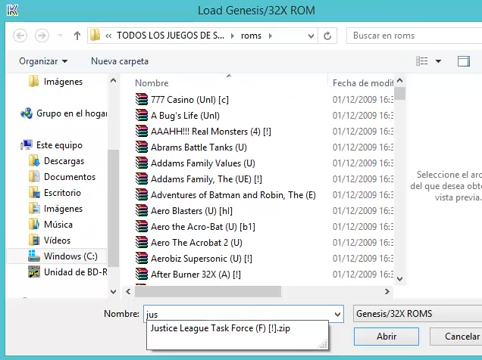 Load Genesis/32X ROM
« TODOS LOS JUEGOS DE S... roms
Buscar en roms
Organizar Nueva carpeta
Imágenes
Grupo en el hogar
Este equipo
Descargas
Documentos
Escritorio
Imágenes
Música
Vídeos
Windows (C:)
Unidad de BD-R
Nombre Fecha de modif
777 Casino (Unl) [c] 01/12/2009 16:3
A Bug's Life (Unl) 01/12/2009 16:3
AAAHH!!! Real Monsters (4) [!] 01/12/2009 16:3
Abrams Battle Tank (U) 01/12/2009 16:3
Addams Family Values (U) 01/12/2009 16:3
Addams Family, The (UE) [!] 01/12/2009 16:3
Adventures of Batman and Robin, The (E) 01/12/2009 16:3
Aero Blasters (U) [hl] 01/12/2009 16:3
Aero the Acro-Bat (U) [b1] 01/12/2009 16:3
Aero The Acrobat 2 (U) 01/12/2009 16:3
Aerobiz Supersonic (U) [!] 01/12/2009 16:3
After Burner 32X (A) [!] 01/12/2009 16:3
Seleccione el arc
del que desea obte
vista previa.
Nombre: jus
Genesis/32X ROMS
Justice League Task Force (F) [!].zip
Abrir Cancelar